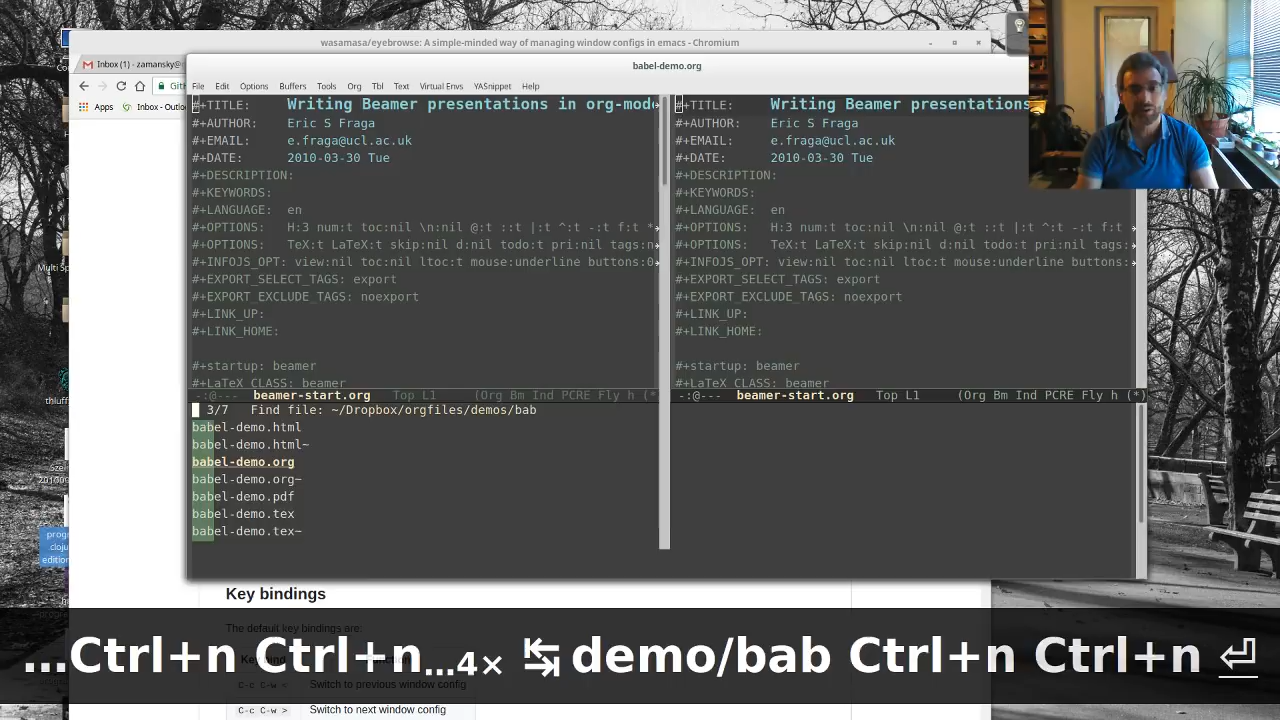 wasamasa/eyebrowse: A simple-minded way of managing window configs in emacs - Chromium
Inbox (1) - zamansky@
babel-demo.org
File Edit Options Buffers Tools Org Tbl Text Virtual Envs YASnippet Help
Apps Inbox - Outlo
#+TITLE: Writing Beamer presentations in org-mod
#+AUTHOR: Eric S Fraga
#+EMAIL: e.fraga@ucl.ac.uk
#+DATE: 2010-03-30 Tue
#+DESCRIPTION:
#+KEYWORDS:
#+LANGUAGE: en
#+OPTIONS: H:3 num:t toc:nil \n:nil @:t ::t |:t ^:t -:t f:t *
#+OPTIONS: TeX:t LaTeX:t skip:nil d:nil todo:t pri:nil tags:n
#+INFOJS_OPT: view:nil toc:nil ltoc:t mouse:underline buttons:0
#+EXPORT_SELECT_TAGS: export
#+EXPORT_EXCLUDE_TAGS: noexport
#+LINK_UP:
#+LINK_HOME:
#+startup: beamer
#+LaTeX CLASS: beamer
-:@--- beamer-start.org Top L1 (Org Bm Ind PCRE Fly h (*
#+TITLE: Writing Beamer presentations
#+AUTHOR: Eric S Fraga
#+EMAIL: e.fraga@ucl.ac.uk
#+DATE: 2010-03-30 Tue
#+DESCRIPTION:
#+KEYWORDS:
#+LANGUAGE: en
#+OPTIONS: H:3 num:t toc:nil \n:nil @:t ::t |:t ^:t -:t f:t
#+OPTIONS: TeX:t LaTeX:t skip:nil d:nil todo:t pri:nil tags:
#+INFOJS_OPT: view:nil toc:nil ltoc:t mouse:underline buttons:
#+EXPORT_SELECT_TAGS: export
#+EXPORT_EXCLUDE_TAGS: noexport
#+LINK_UP:
#+LINK_HOME:
#+startup: beamer
#+LaTeX CLASS: beamer
-:@--- beamer-start.org Top L1 (Org Bm Ind PCRE Fly h (*)
3/7 Find file: ~/Dropbox/orgfiles/demos/bab
babel-demo.html
babel-demo.html~
babel-demo.org
babel-demo.org~
babel-demo.pdf
babel-demo.tex
babel-demo.tex~
Key bindings
The default key bindings are:
...Ctrl+n Ctrl+n...4× ↹ demo/bab Ctrl+n Ctrl+n ⏎
C-c C-w < Switch to previous window config
C-c C-w > Switch to next window config